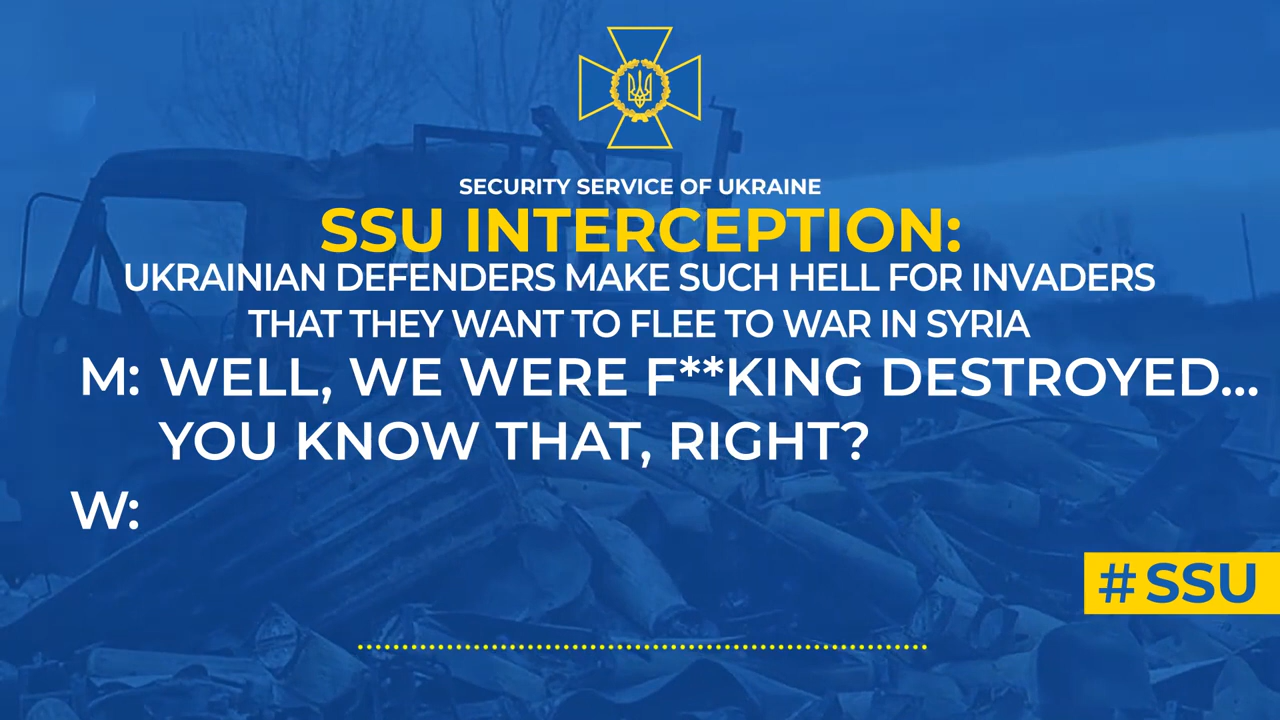 SECURITY SERVICE OF UKRAINE
SSU INTERCEPTION:
UKRAINIAN DEFENDERS MAKE SUCH HELL FOR INVADERS
THAT THEY WANT TO FLEE TO WAR IN SYRIA
M: WELL, WE WERE F**KING DESTROYED...
YOU KNOW THAT, RIGHT?
W:
#SSU